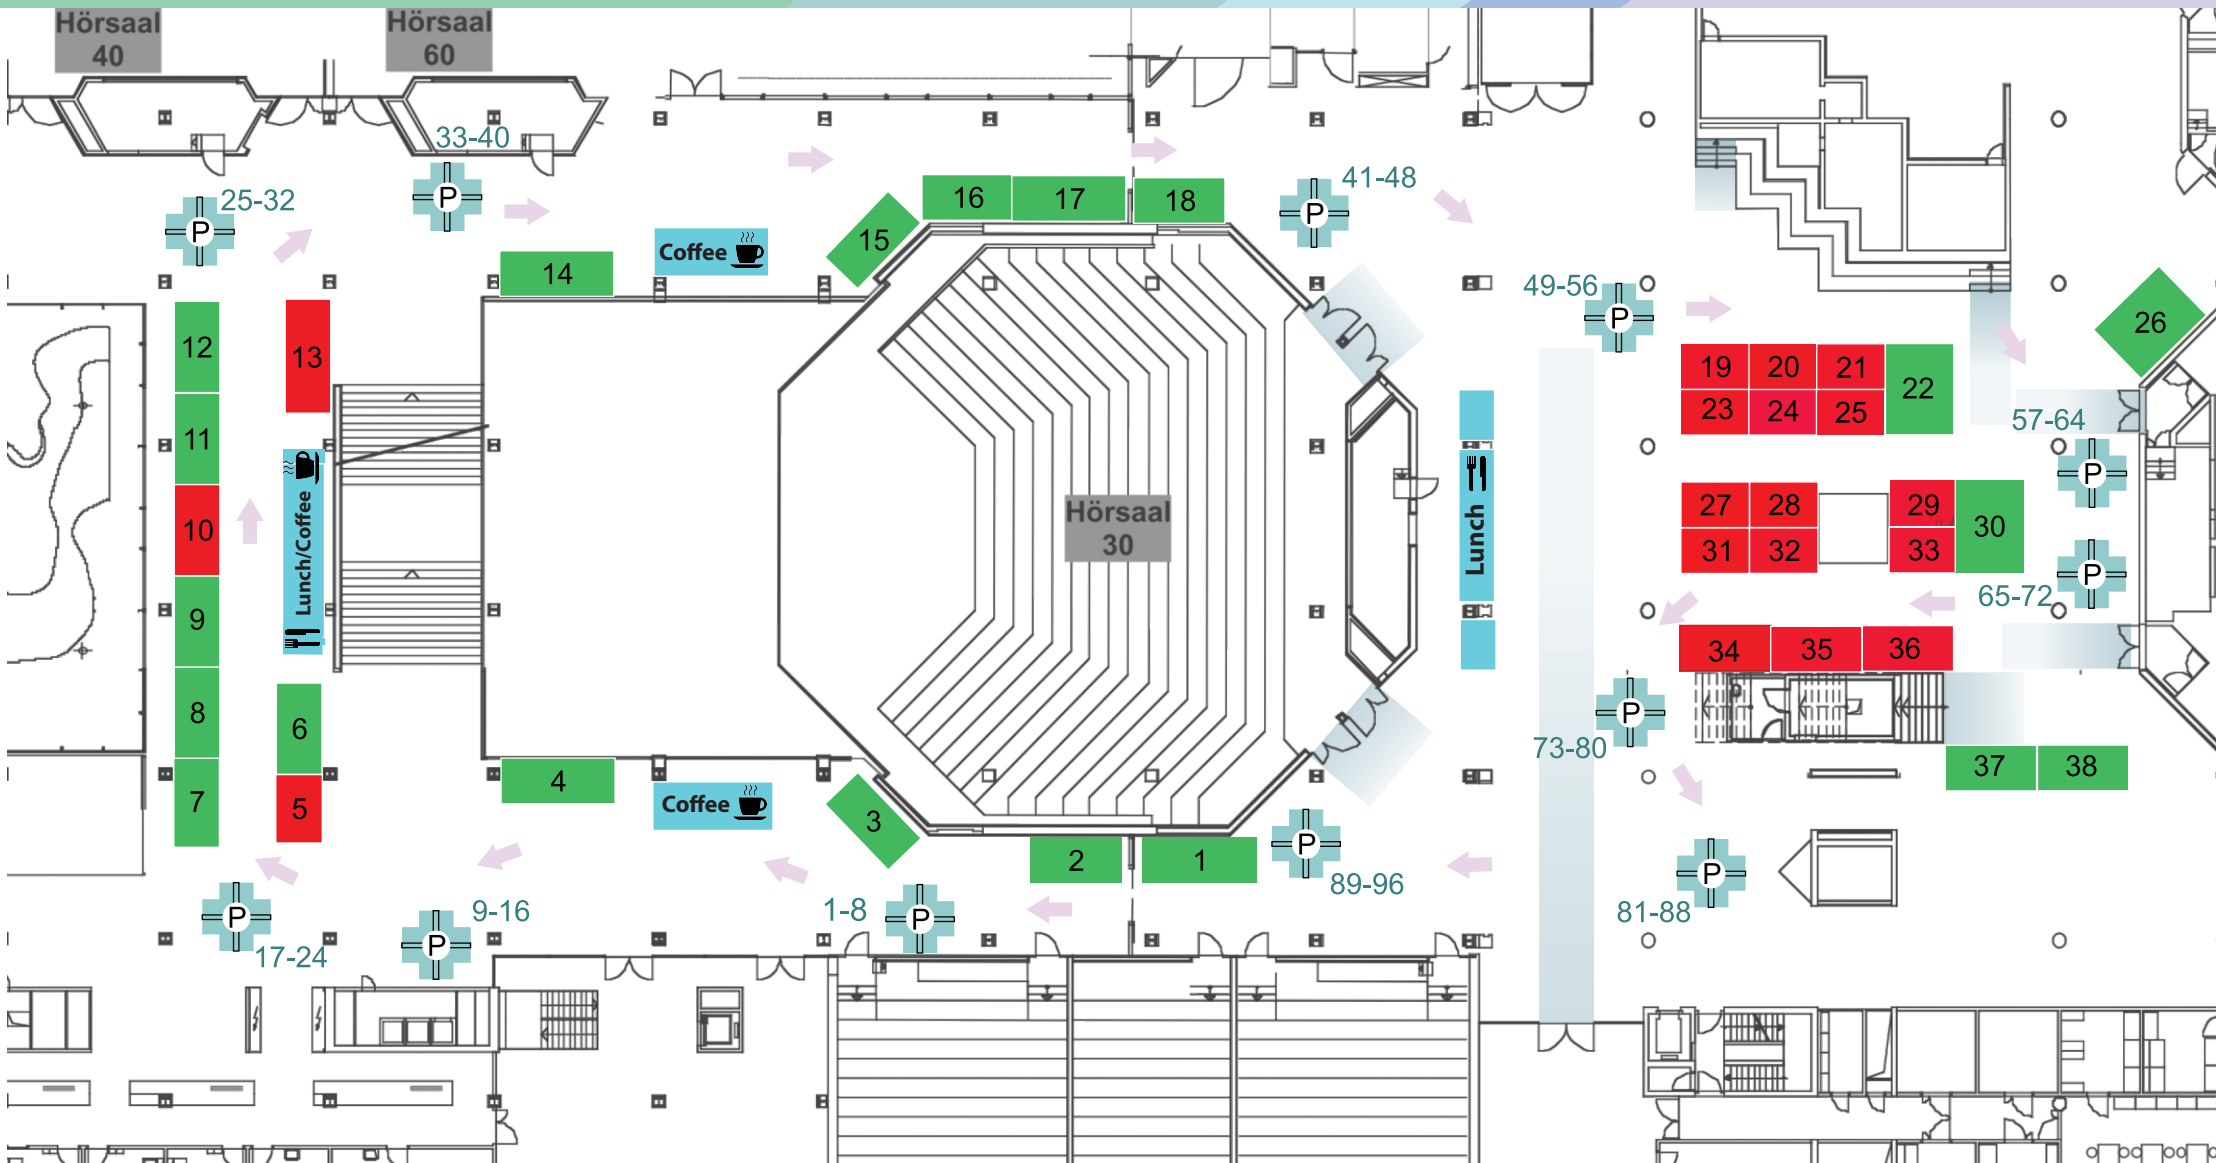 Hörsaal
40
Hörsaal
60
33-40
25-32
41-48
16
17
18
15
Coffee
14
49-56
26
12
13
19
20
21
22
23
24
25
57-64
11
Lunch/Coffee
10
Hörsaal
30
Lunch
27
28
29
30
31
32
33
65-72
9
34
35
36
8
6
73-80
37
38
7
5
4
Coffee
3
2
1
89-96
81-88
1-8
9-16
17-24
P
P
P
P
P
P
P
P
P
P
P
P